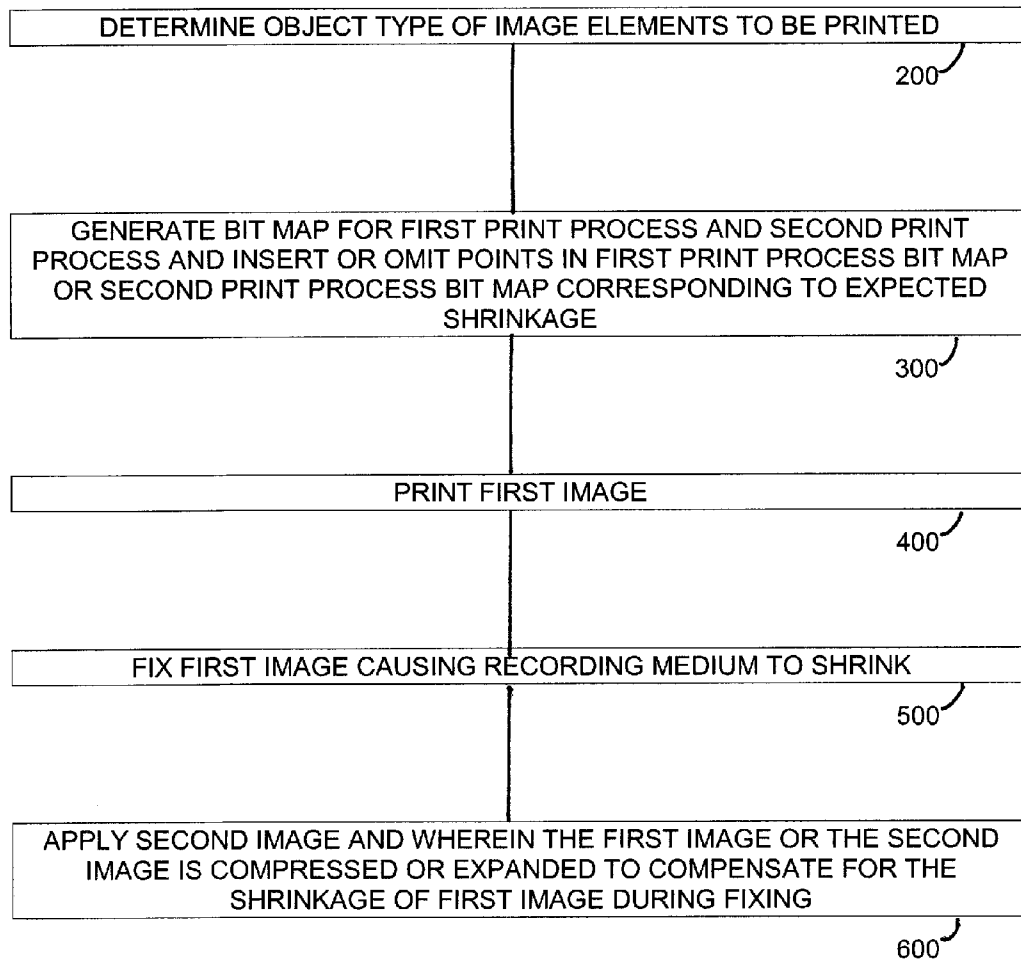 DETERMINE OBJECT TYPE OF IMAGE ELEMENTS TO BE PRINTED
200
GENERATE BIT MAP FOR FIRST PRINT PROCESS AND SECOND PRINT
PROCESS AND INSERT OR OMIT POINTS IN FIRST PRINT PROCESS BIT MAP
OR SECOND PRINT PROCESS BIT MAP CORRESPONDING TO EXPECTED
SHRINKAGE
300
PRINT FIRST IMAGE
400
FIX FIRST IMAGE CAUSING RECORDING MEDIUM TO SHRINK
500
APPLY SECOND IMAGE AND WHEREIN THE FIRST IMAGE OR THE SECOND
IMAGE IS COMPRESSED OR EXPANDED TO COMPENSATE FOR THE
SHRINKAGE OF FIRST IMAGE DURING FIXING
600